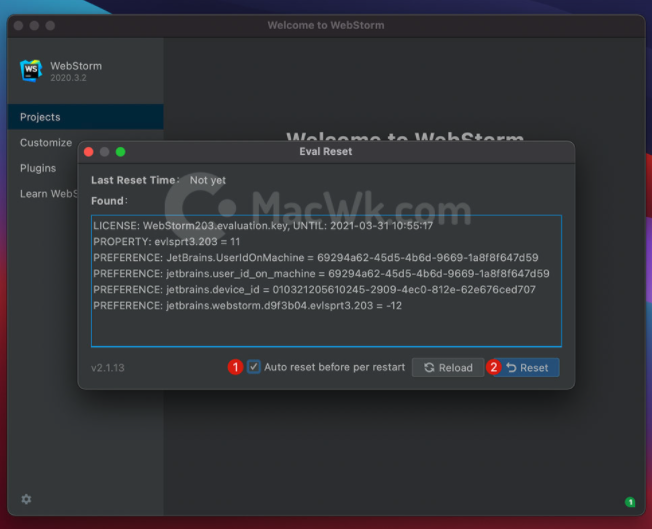 Welcome to WebStorm
WS
WebStorm
2020.3.2
Projects
Customize
Plugins
Learn WebS
Welcome to WebStorm
Eval Reset
Last Reset Time: Not yet
Found:
MacWk.com
LICENSE: WebStorm203.evaluation.key, UNTIL: 2021-03-31 10:55:17
PROPERTY: evlsprt3.203 = 11
PREFERENCE: JetBrains.UserIdOnMachine = 69294a62-45d5-4b6d-9669-1a8f8f647d59
PREFERENCE: jetbrains.user_id_on_machine = 69294a62-45d5-4b6d-9669-1a8f8f647d59
PREFERENCE: jetbrains.device_id = 010321205610245-2909-4ec0-812e-62e676ced707
PREFERENCE: jetbrains.webstorm.d9f3b04.evlsprt3.203 = -12
v2.1.13
1 Auto reset before per restart
Reload
2 Reset
1